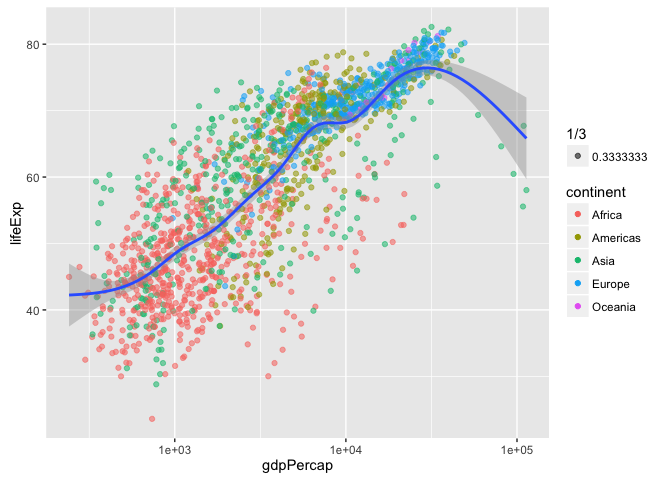 80
60
40
lifeExp
1e+03
1e+04
1e+05
gdpPercap
1/3
0.3333333
continent
Africa
Americas
Asia
Europe
Oceania